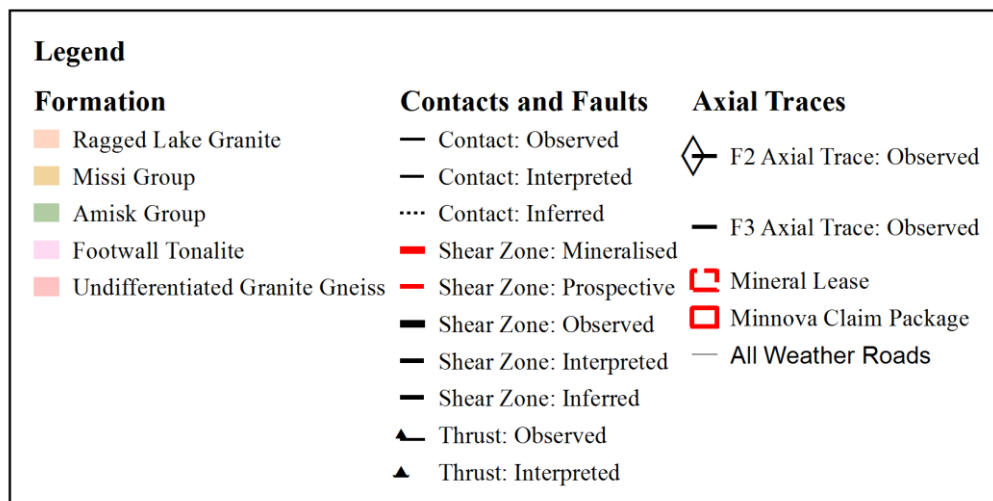 Legend
Formation
Ragged Lake Granite
Missi Group
Amisk Group
Footwall Tonalite
Undifferentiated Granite Gneiss
Contacts and Faults
Contact: Observed
Contact: Interpreted
Contact: Inferred
Shear Zone: Mineralised
Shear Zone: Prospective
Shear Zone: Observed
Shear Zone: Interpreted
Shear Zone: Inferred
Thrust: Observed
Thrust: Interpreted
Axial Traces
F2 Axial Trace: Observed
F3 Axial Trace: Observed
Mineral Lease
Minnova Claim Package
All Weather Roads